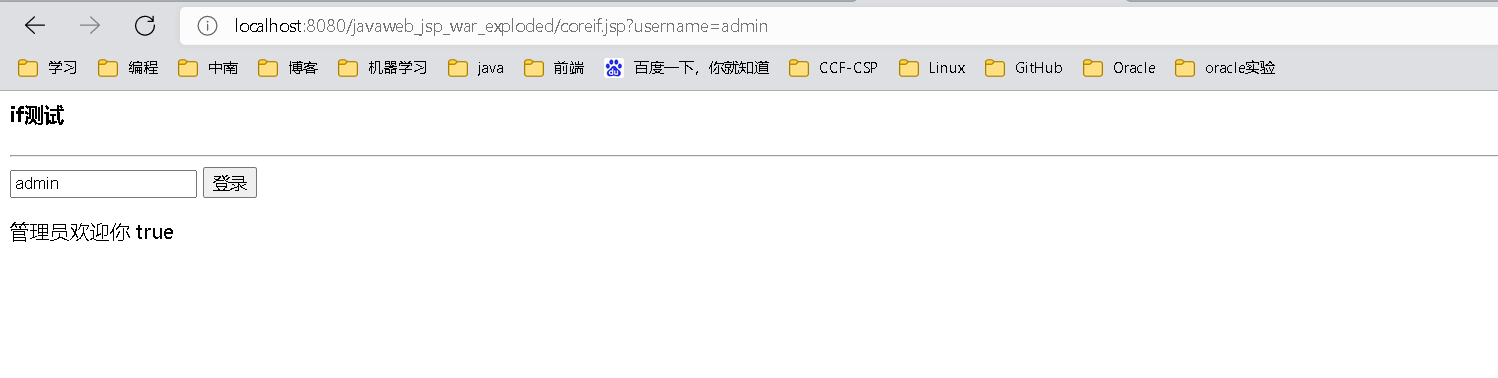 localhost:8080/javaweb_jsp_war_exploded/coreif.jsp?username=admin
学习 编程 中南 博客 机器学习 java 前端 百度一下，你就知道 CCF-CSP Linux GitHub Oracle oracle实验
if测试
admin 登录
管理员欢迎你 true